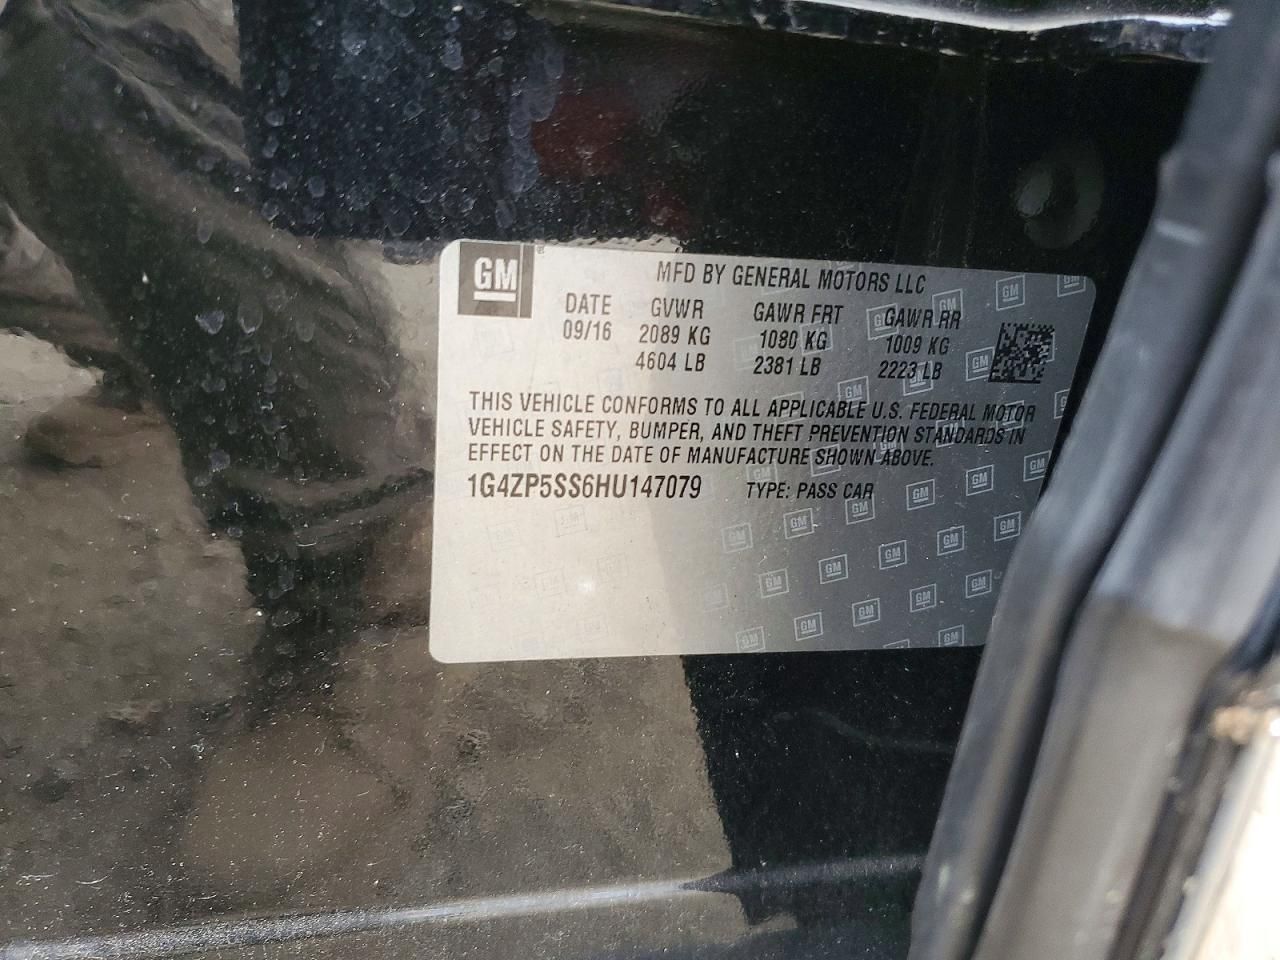 GM
MFD BY GENERAL MOTORS LLC
DATE GVWR GAWR FRT GAWR RR
09/16 2089 KG 1080 KG 1009 KG
4604 LB 2381 LB 2223 LB
THIS VEHICLE CONFORMS TO ALL APPLICABLE U.S. FEDERAL MOTOR
VEHICLE SAFETY, BUMPER, AND THEFT PREVENTION STANDARDS IN
EFFECT ON THE DATE OF MANUFACTURE SHOWN ABOVE.
1G4ZP5SS6HU147079 TYPE: PASS CAR